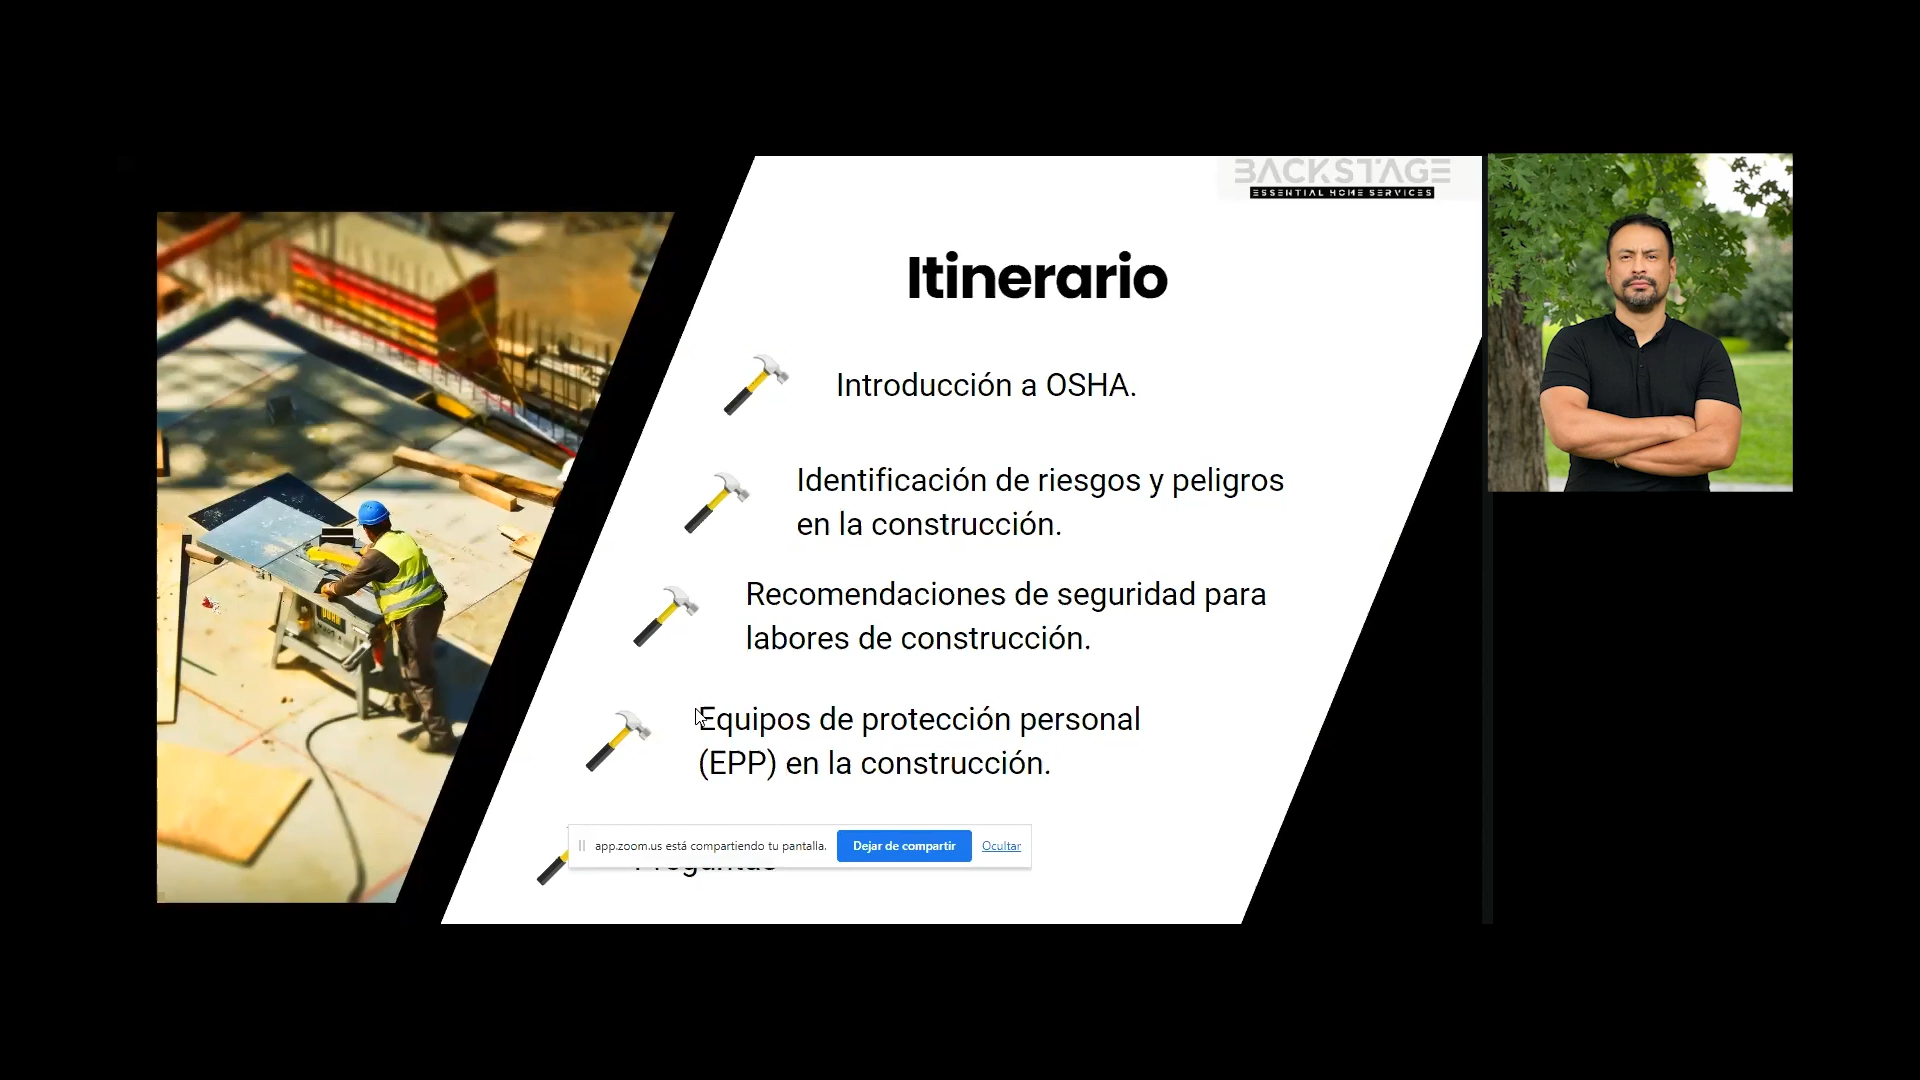 BACKSTAGE
ESSENTIAL HOME SERVICES
Itinerario
Introducción a OSHA.
Identificación de riesgos y peligros
en la construcción.
Recomendaciones de seguridad para
labores de construcción.
Equipos de protección personal
(EPP) en la construcción.
app.zoom.us está compartiendo tu pantalla.
Dejar de compartir
Ocultar
Preguntas